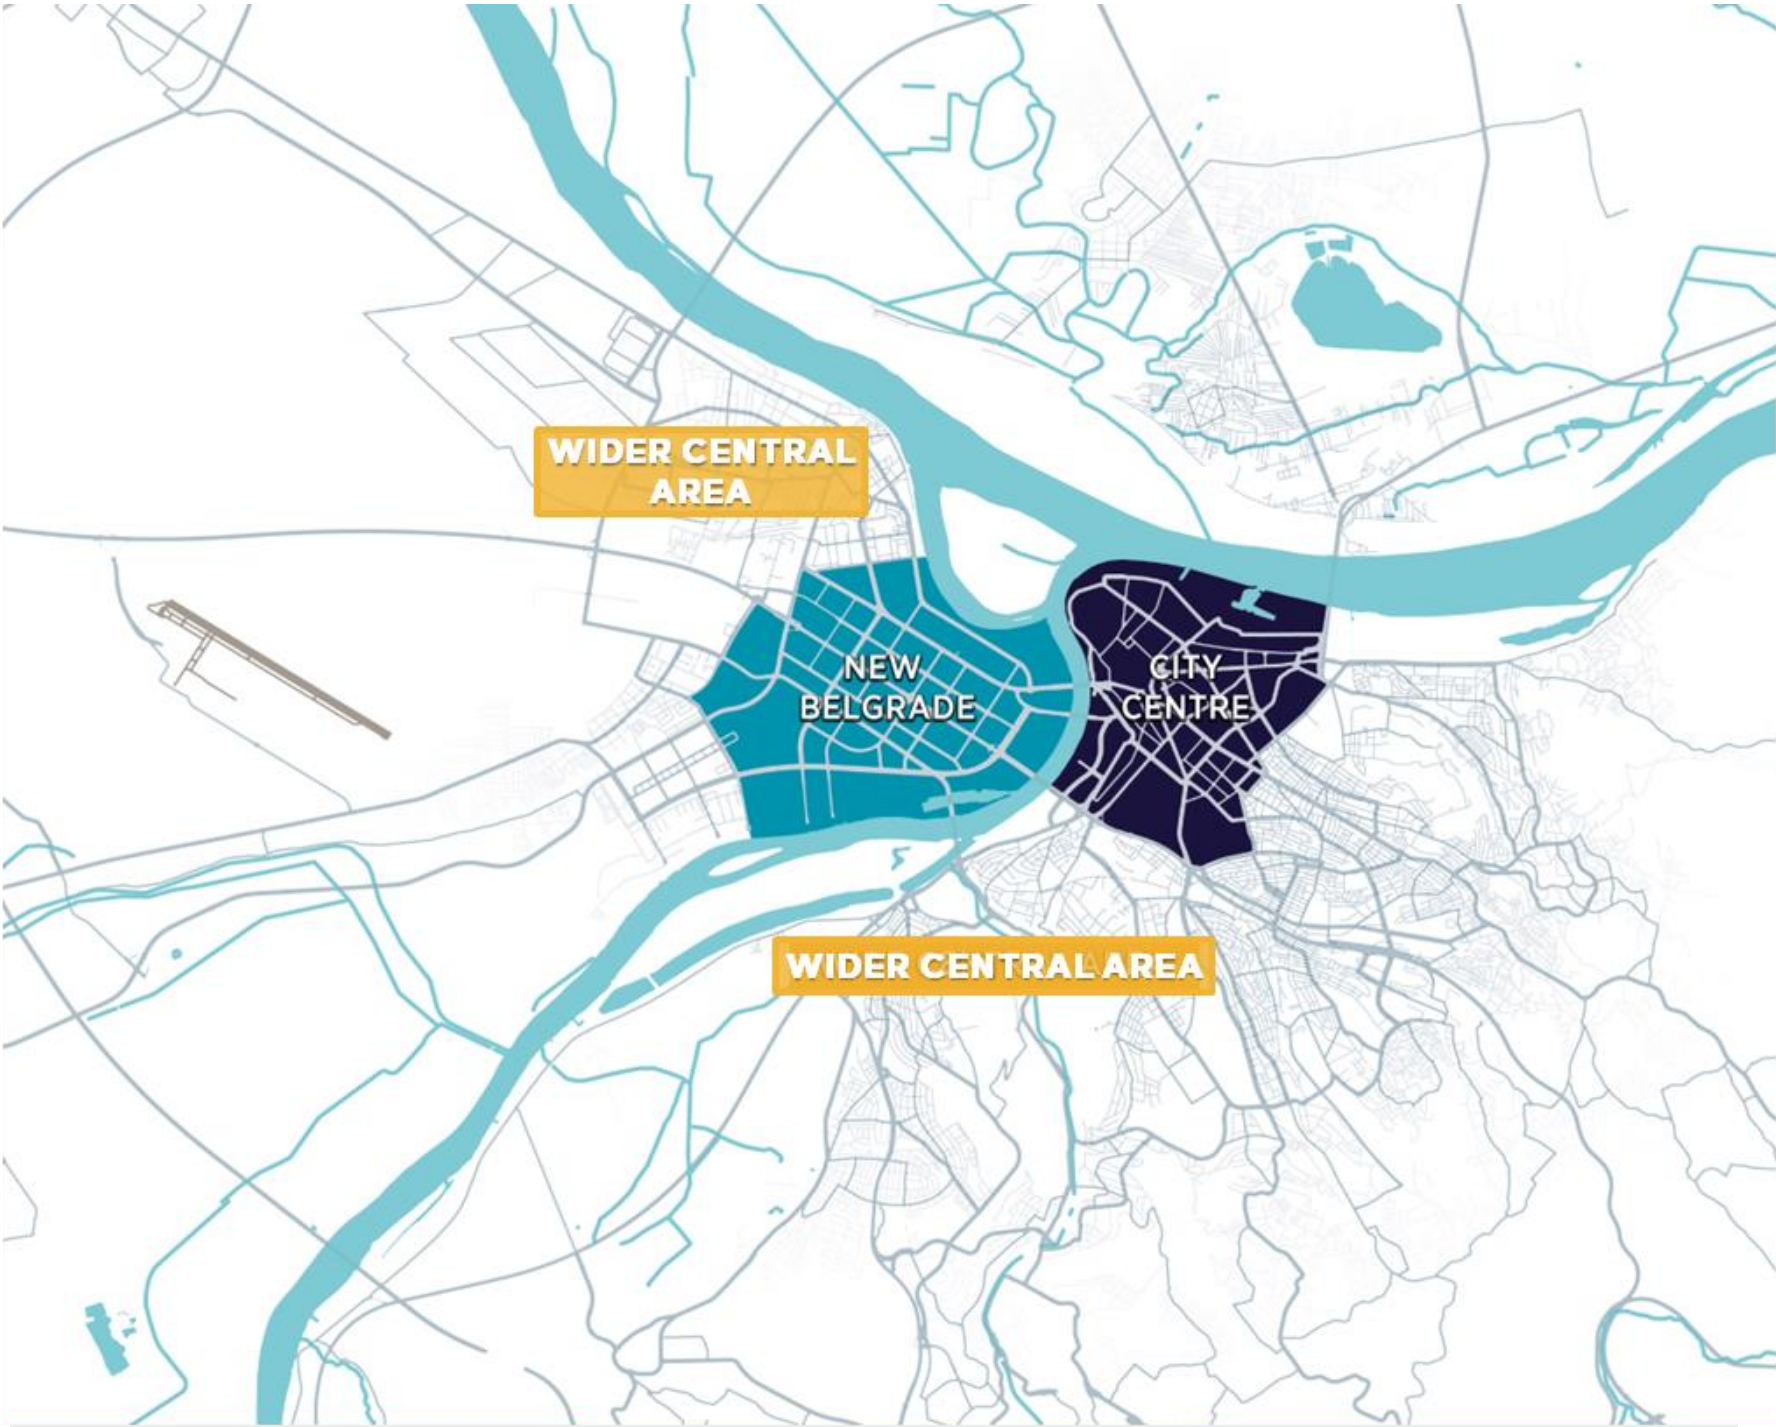 WIDER CENTRAL
AREA
NEW
BELGRADE
CITY
CENTRE
WIDER CENTRAL AREA